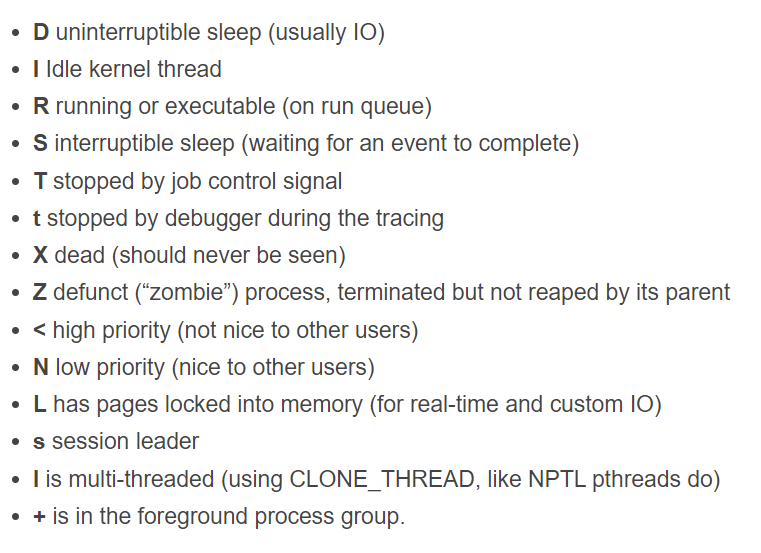 • D uninterruptible sleep (usually IO)
• I Idle kernel thread
• R running or executable (on run queue)
• S interruptible sleep (waiting for an event to complete)
• T stopped by job control signal
• t stopped by debugger during the tracing
• X dead (should never be seen)
• Z defunct (“zombie”) process, terminated but not reaped by its parent
• < high priority (not nice to other users)
• N low priority (nice to other users)
• L has pages locked into memory (for real-time and custom IO)
• s session leader
• l is multi-threaded (using CLONE_THREAD, like NPTL pthreads do)
• + is in the foreground process group.